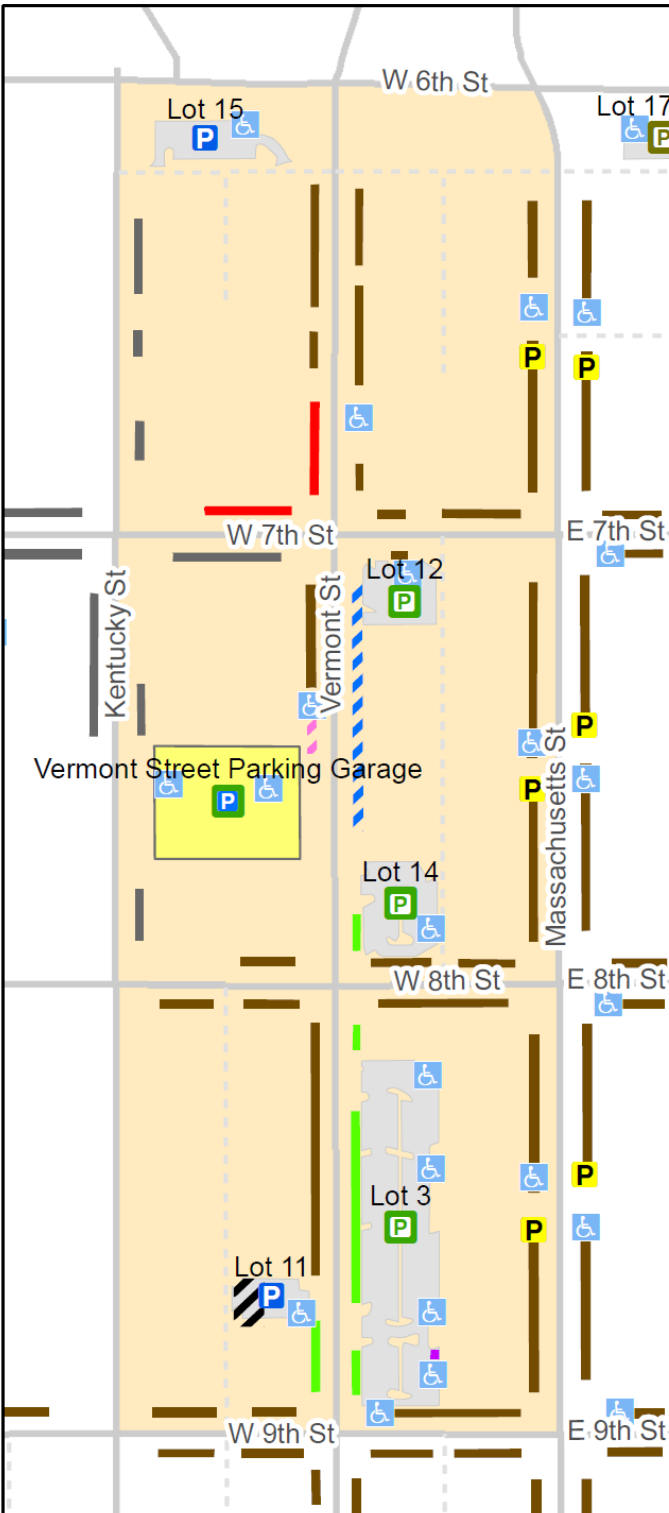 W 6th St
Lot 15
P
Lot 17
P
P
P
W 7th St
E 7th St
Lot 12
P
Kentucky St
Vermont St
Massachusetts St
P
Vermont Street Parking Garage
P
P
Lot 14
P
W 8th St
E 8th St
P
Lot 3
P
P
Lot 11
P
W 9th St
E 9th St